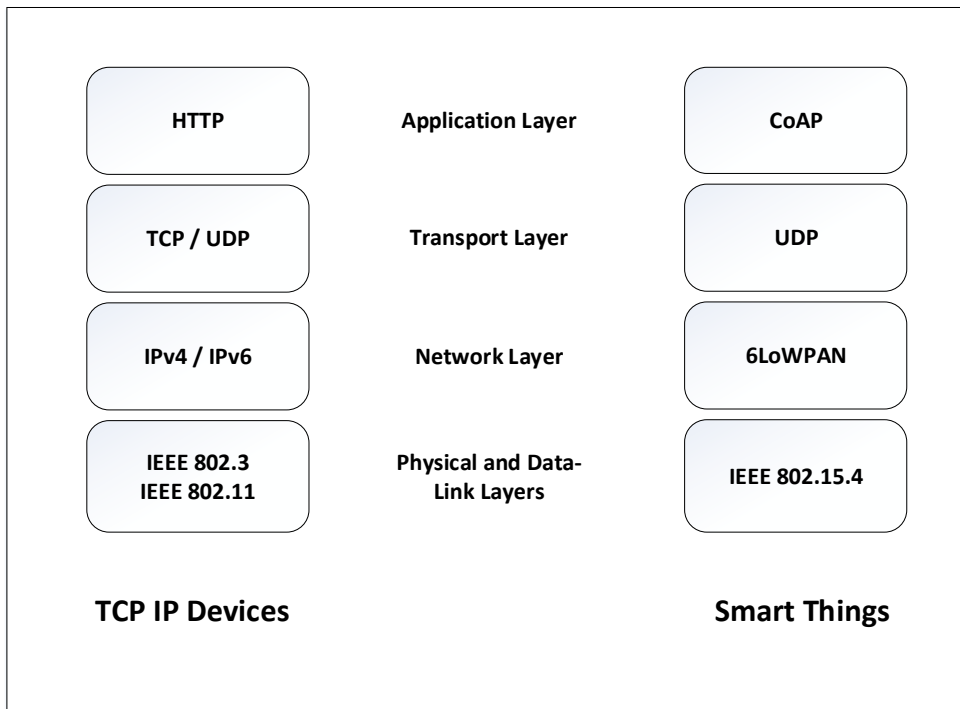 HTTP
Application Layer
CoAP
TCP / UDP
Transport Layer
UDP
IPv4 / IPv6
Network Layer
6LoWPAN
IEEE 802.3
IEEE 802.11
Physical and Data-
Link Layers
IEEE 802.15.4
TCP IP Devices
Smart Things